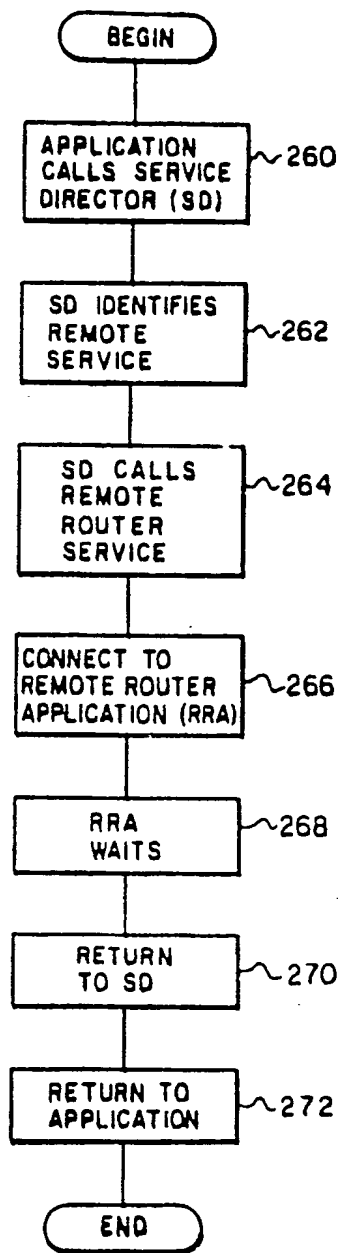 BEGIN
APPLICATION
CALLS SERVICE
DIRECTOR (SD)
260
SD IDENTIFIES
REMOTE
SERVICE
262
SD CALLS
REMOTE
ROUTER
SERVICE
264
CONNECT TO
REMOTE ROUTER
APPLICATION (RRA)
266
RRA
WAITS
268
RETURN
TO SD
270
RETURN TO
APPLICATION
272
END